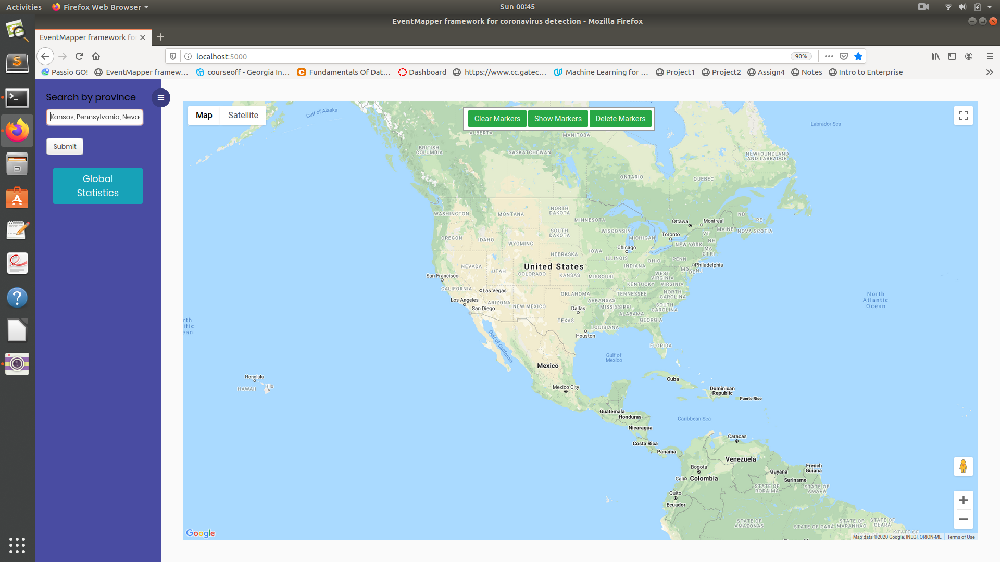 Activities
Firefox Web Browser
Sun 00:45
EventMapper framework for coronavirus detection - Mozilla Firefox
EventMapper framework fo
localhost:5000
90%
Passio GO!
EventMapper framew...
courseoff - Georgia In...
Fundamentals Of Dat...
Dashboard
https://www.cc.gatec...
Machine Learning for ...
Project1
Project2
Assign4
Notes
Intro to Enterprise
Search by province
Kansas, Pennsylvania, Neva
Submit
Global
Statistics
Map
Satellite
Clear Markers
Show Markers
Delete Markers
Gulf of Alaska
Labrador Sea
ALBERTA
MANITOBA
BRITISH
COLUMBIA
SASKATCHEWAN
NEWFOUNDLAND
AND LABRADOR
ONTARIO
QUEBEC
WASHINGTON
MONTANA
NORTH
DAKOTA
MINNESOTA
Ottawa
Montreal
NB
PE
NOVA SCOTIA
MAINE
OREGON
IDAHO
SOUTH
DAKOTA
WISCONSIN
MICHIGAN
Toronto
VT
NH
WYOMING
NEW YORK
MA
CT
RI
Chicago
NEBRASKA
IOWA
ILLINOIS
INDIANA
OHIO
PENN
Philadelphia
NEVADA
UTAH
United States
COLORADO
KANSAS
MISSOURI
WEST
VIRGINIA
MD
DE
NJ
San Francisco
CALIFORNIA
Las Vegas
KENTUCKY
VIRGINIA
Los Angeles
ARIZONA
NEW MEXICO
OKLAHOMA
ARKANSAS
TENNESSEE
NORTH
CAROLINA
San Diego
Dallas
MISSISSIPPI
ALABAMA
SOUTH
CAROLINA
TEXAS
LOUISIANA
GEORGIA
Houston
FLORIDA
North
Atlantic
Ocean
rth
ific
ean
Gulf of California
Gulf of
Mexico
Mexico
Mexico City
Honolulu
HAWAII
Hilo
Cuba
Dominican
Republic
Puerto Rico
Guatemala
Honduras
Nicaragua
Caribbean Sea
Costa Rica
Panama
Caracas
Venezuela
Bogota
Cali
Colombia
Guyana
French
Guiana
Suriname
STATE OF
RORAIMA
STATE OF
AMAPÁ
Quito
Ecuador
STATE OF
AMAZONAS
STATE OF PARÁ
STATE OF
MARANHÃO
STATE OF
CEARÁ
STATE OF
Google
Map data ©2020 Google, INEGI, ORION-ME
Terms of Use